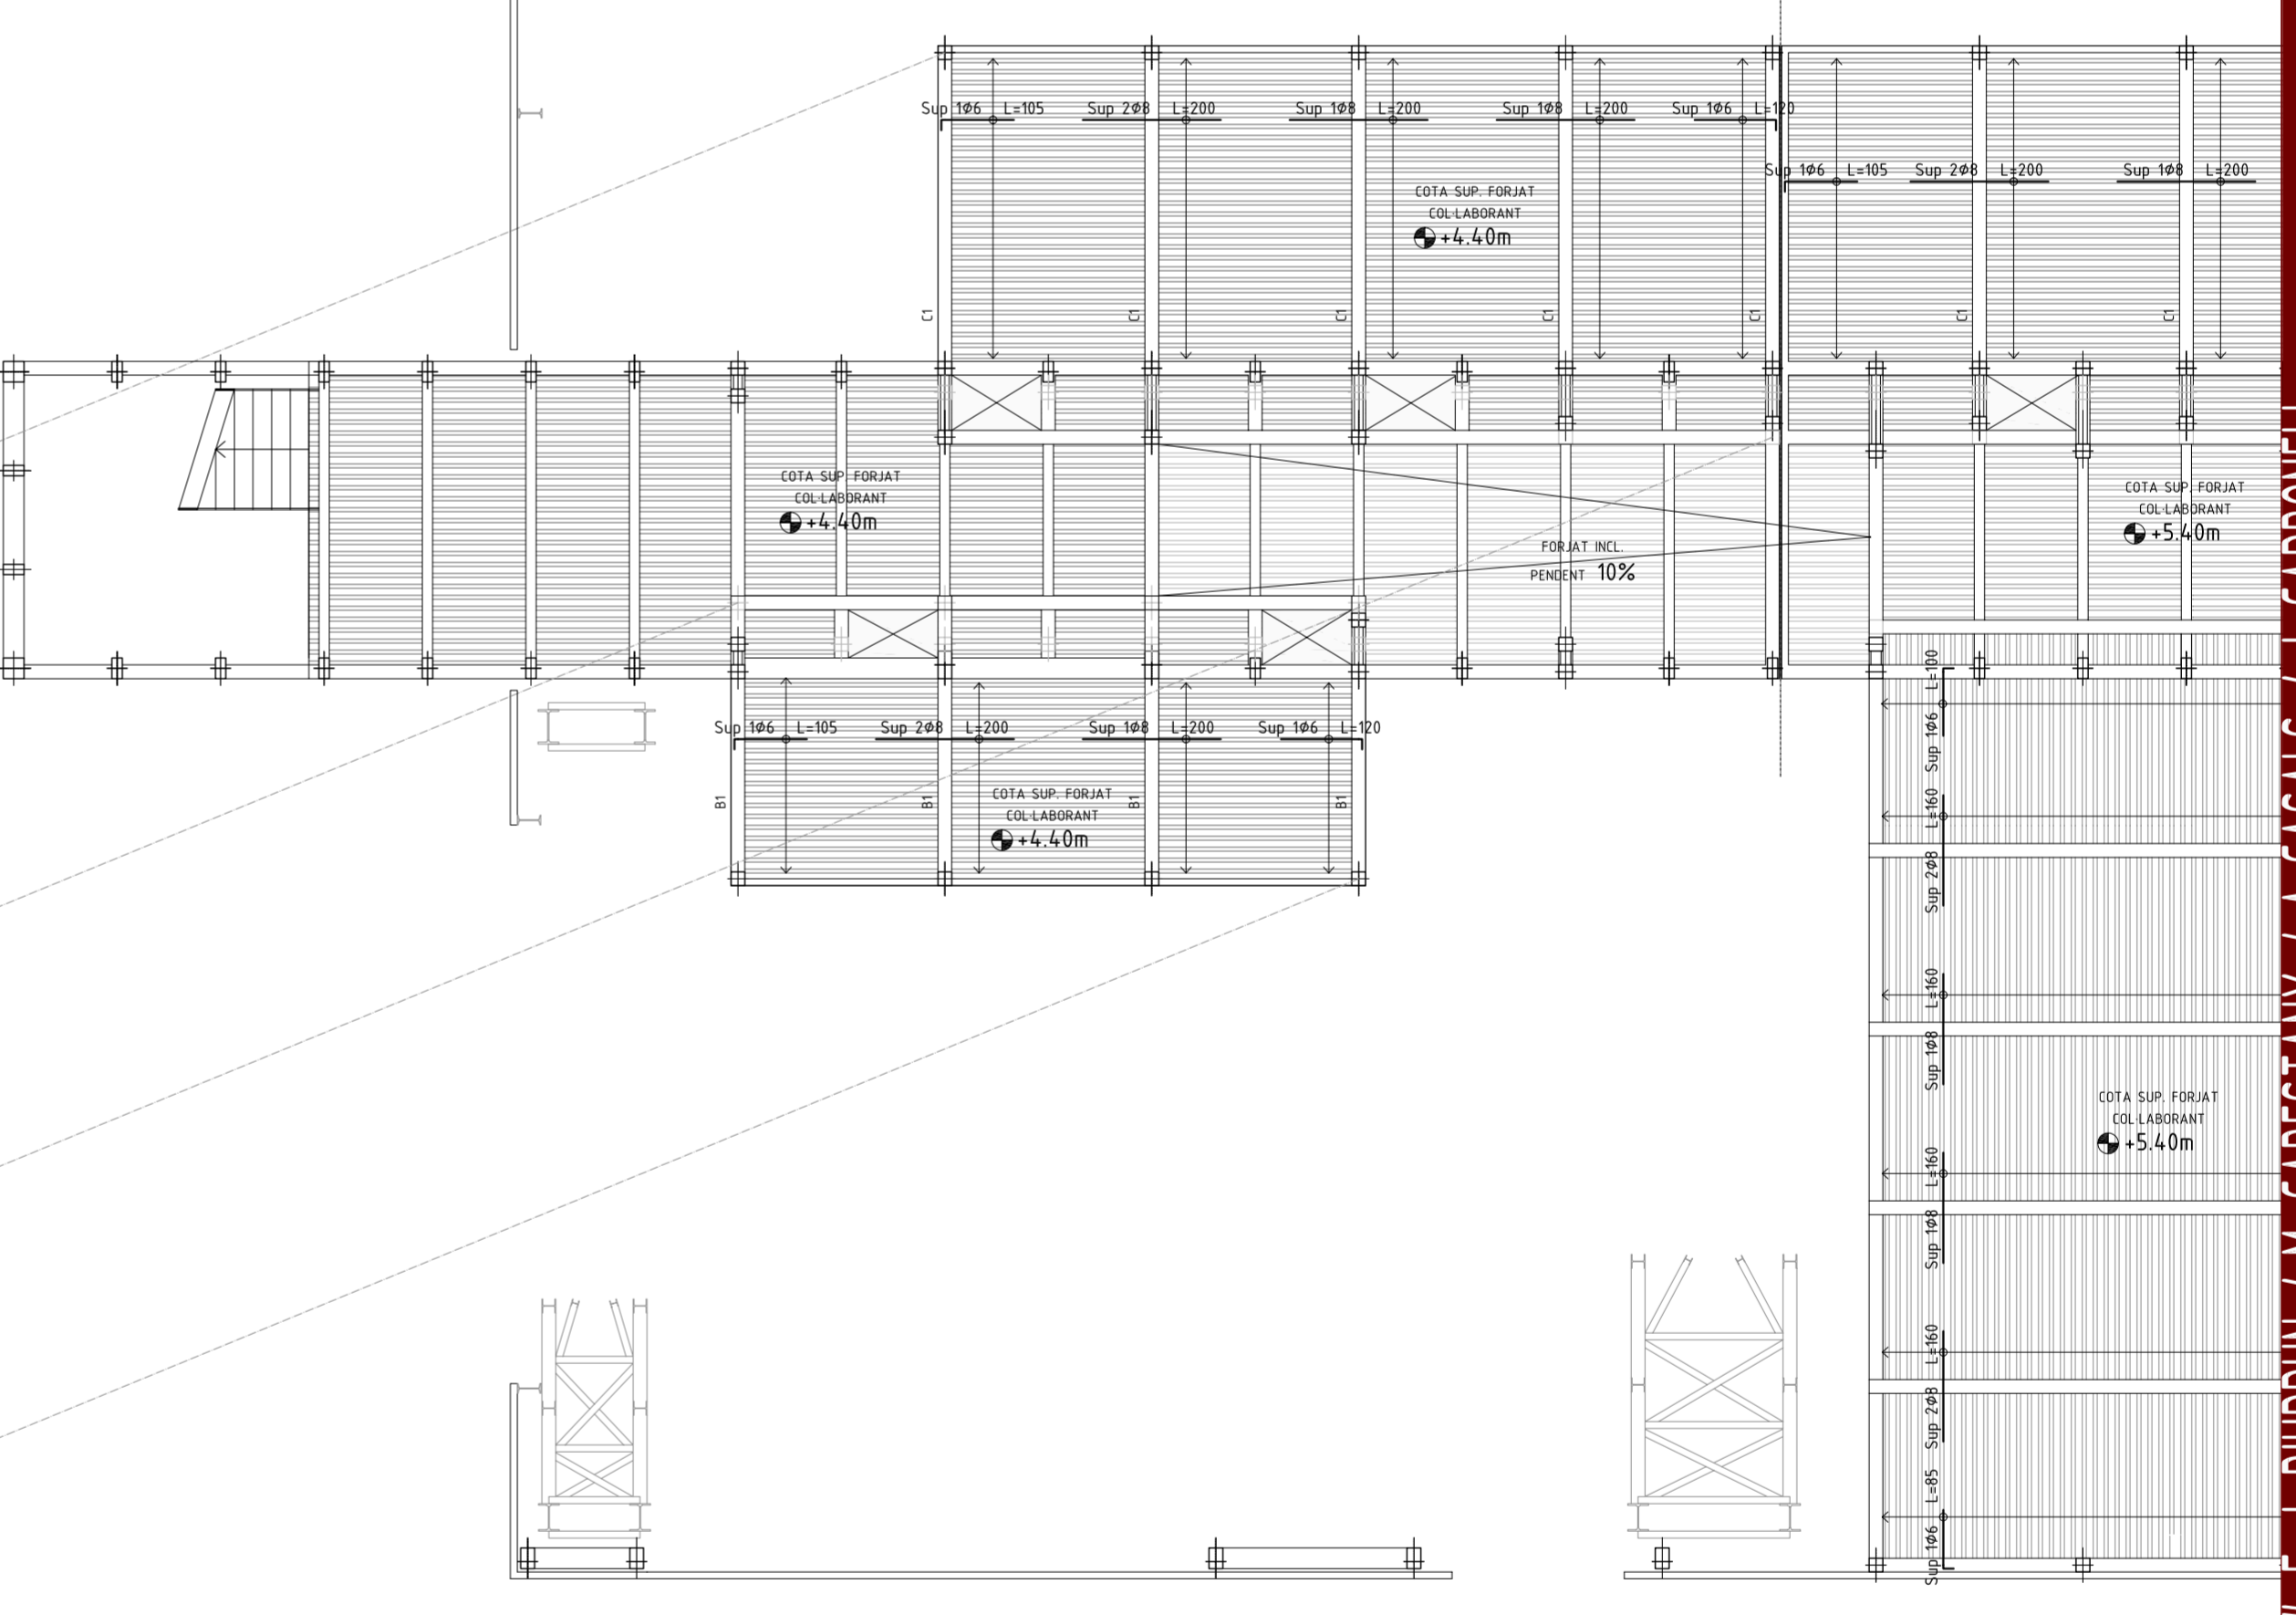 Sup 1ø6 L=105
Sup 2ø8 L=200
Sup 1ø8 L=200
Sup 1ø8 L=200
Sup 1ø6 L=120
Sup 1ø6 L=105
Sup 2ø8 L=200
Sup 1ø8 L=200
COTA SUP. FORJAT
COL·LABORANT
+4.40m
C1
C1
C1
C1
C1
C1
C1
COTA SUP. FORJAT
COL·LABORANT
+4.40m
FORJAT INCL.
PENDENT 10%
COTA SUP. FORJAT
COL·LABORANT
+5.40m
Sup 1ø6 L=105
Sup 2ø8 L=200
Sup 1ø8 L=200
Sup 1ø6 L=120
B1
B1
B1
B1
COTA SUP. FORJAT
COL·LABORANT
+4.40m
Sup 1ø6 L=100
Sup 2ø8 L=160
Sup 1ø8 L=160
Sup 1ø8 L=160
Sup 2ø8 L=160
Sup 1ø6 L=85
COTA SUP. FORJAT
COL·LABORANT
+5.40m